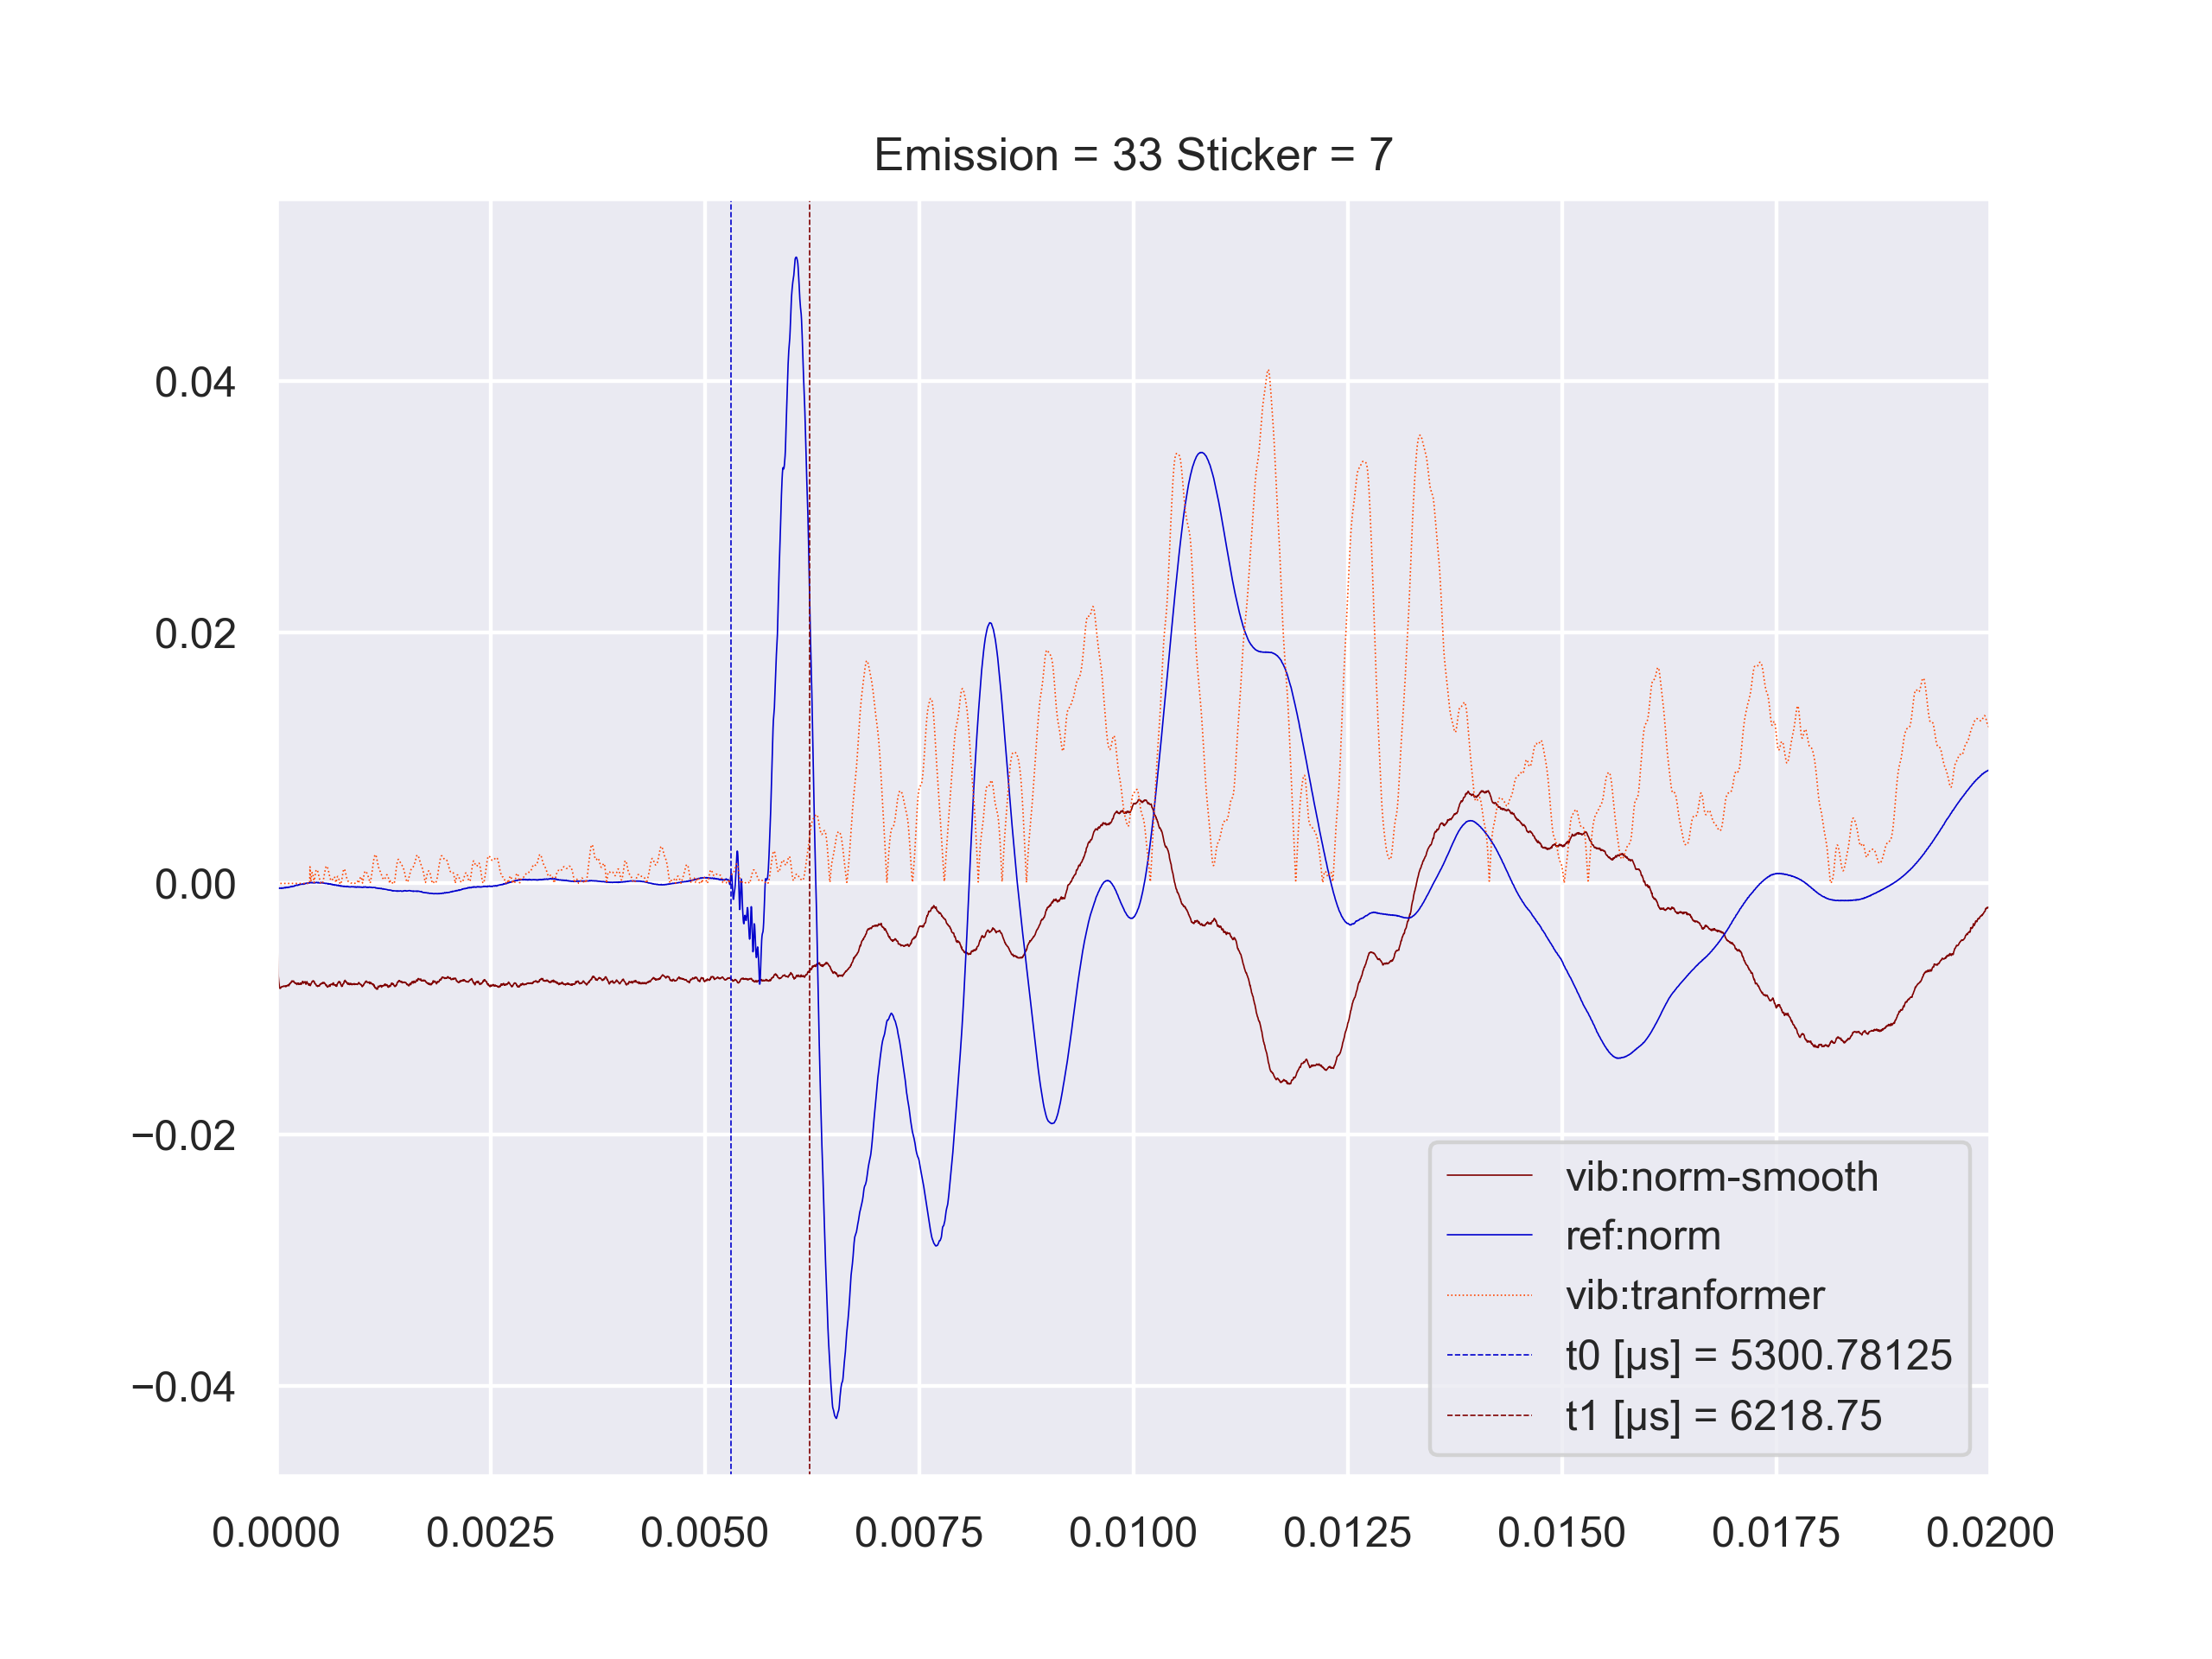 Emission = 33 Sticker = 7
0.04
0.02
0.00
−0.02
−0.04
vib:norm-smooth
ref:norm
vib:tranformer
t0 [μs] = 5300.78125
t1 [μs] = 6218.75
0.0000 0.0025 0.0050 0.0075 0.0100 0.0125 0.0150 0.0175 0.0200